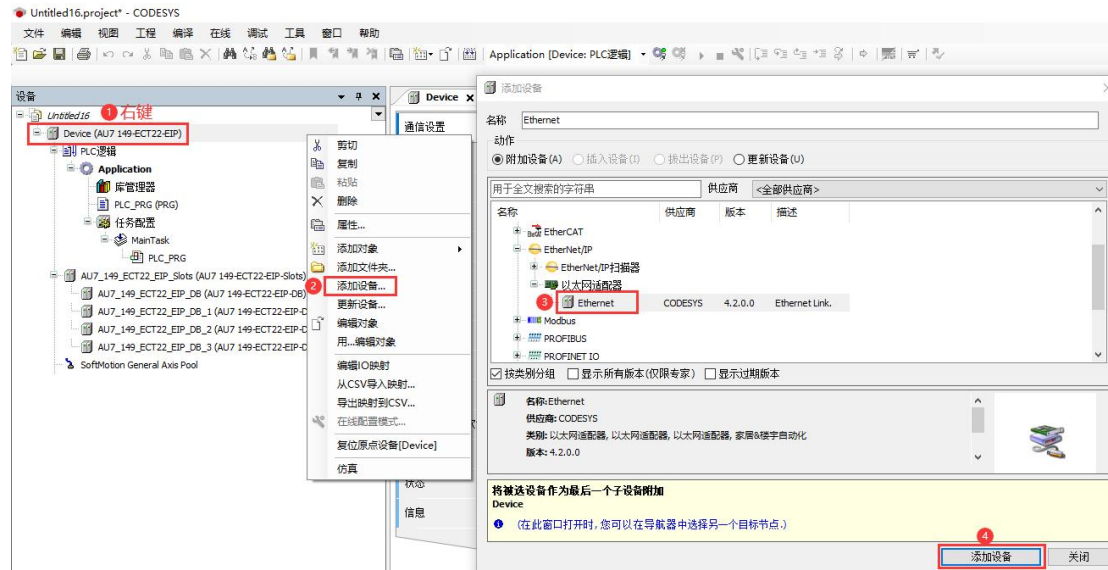 Untitled16.project* - CODESYS
文件 编辑 视图 工程 编译 在线 调试 工具 窗口 帮助
Application [Device: PLC逻辑]
设备
Untitled16
1 右键
Device (AU7 149-ECT22-EIP)
PLC逻辑
Application
库管理器
PLC_PRG (PRG)
任务配置
MainTask
PLC_PRG
AU7_149_ECT22_EIP_Slots (AU7 149-ECT22-EIP-Slots)
AU7_149_ECT22_EIP_DB (AU7 149-ECT22-EIP-DB)
AU7_149_ECT22_EIP_DB_1 (AU7 149-ECT22-EIP-D
AU7_149_ECT22_EIP_DB_2 (AU7 149-ECT22-EIP-D
AU7_149_ECT22_EIP_DB_3 (AU7 149-ECT22-EIP-D
SoftMotion General Axis Pool
Device
通信设置
状态
信息
剪切
复制
粘贴
删除
属性...
添加对象
添加文件夹...
2 添加设备...
更新设备...
编辑对象
用...编辑对象
编辑IO映射
从CSV导入映射...
导出映射到CSV...
在线配置模式...
复位原点设备[Device]
仿真
添加设备
名称 Ethernet
动作
附加设备(A) 插入设备(I) 拔出设备(P) 更新设备(U)
用于全文搜索的字符串 供应商 <全部供应商>
名称 供应商 版本 描述
EtherCAT
EtherNet/IP
EtherNet/IP扫描器
以太网适配器
3 Ethernet CODESYS 4.2.0.0 Ethernet Link.
Modbus
PROFIBUS
PROFINET IO
按类别分组 显示所有版本(仅限专家) 显示过期版本
名称:Ethernet
供应商: CODESYS
类别: 以太网适配器, 以太网适配器, 以太网适配器, 家居&楼宇自动化
版本: 4.2.0.0
将被选设备作为最后一个子设备附加
Device
(在此窗口打开时,您可以在导航器中选择另一个目标节点.)
4
添加设备 关闭